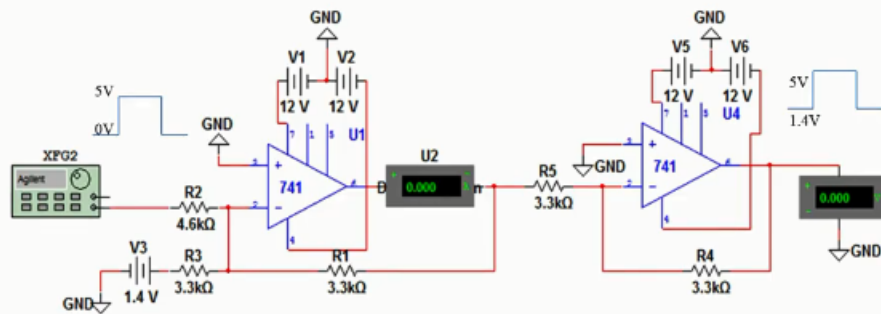 GND GND
V1 V2 V5 V6
12 V 12 V 12 V 12 V
5V 5V
0V 1.4V
7 1 5 U1 7 1 5 U4
GND
XFG2 U2
Agilent 3 + 741 6 0.000 R5 3 + 741 6
GND
R2 2 − 3.3kΩ 2 − 0.000
4.6kΩ 4 4
V3 R3 R1 R4 GND
GND 1.4 V 3.3kΩ 3.3kΩ 3.3kΩ